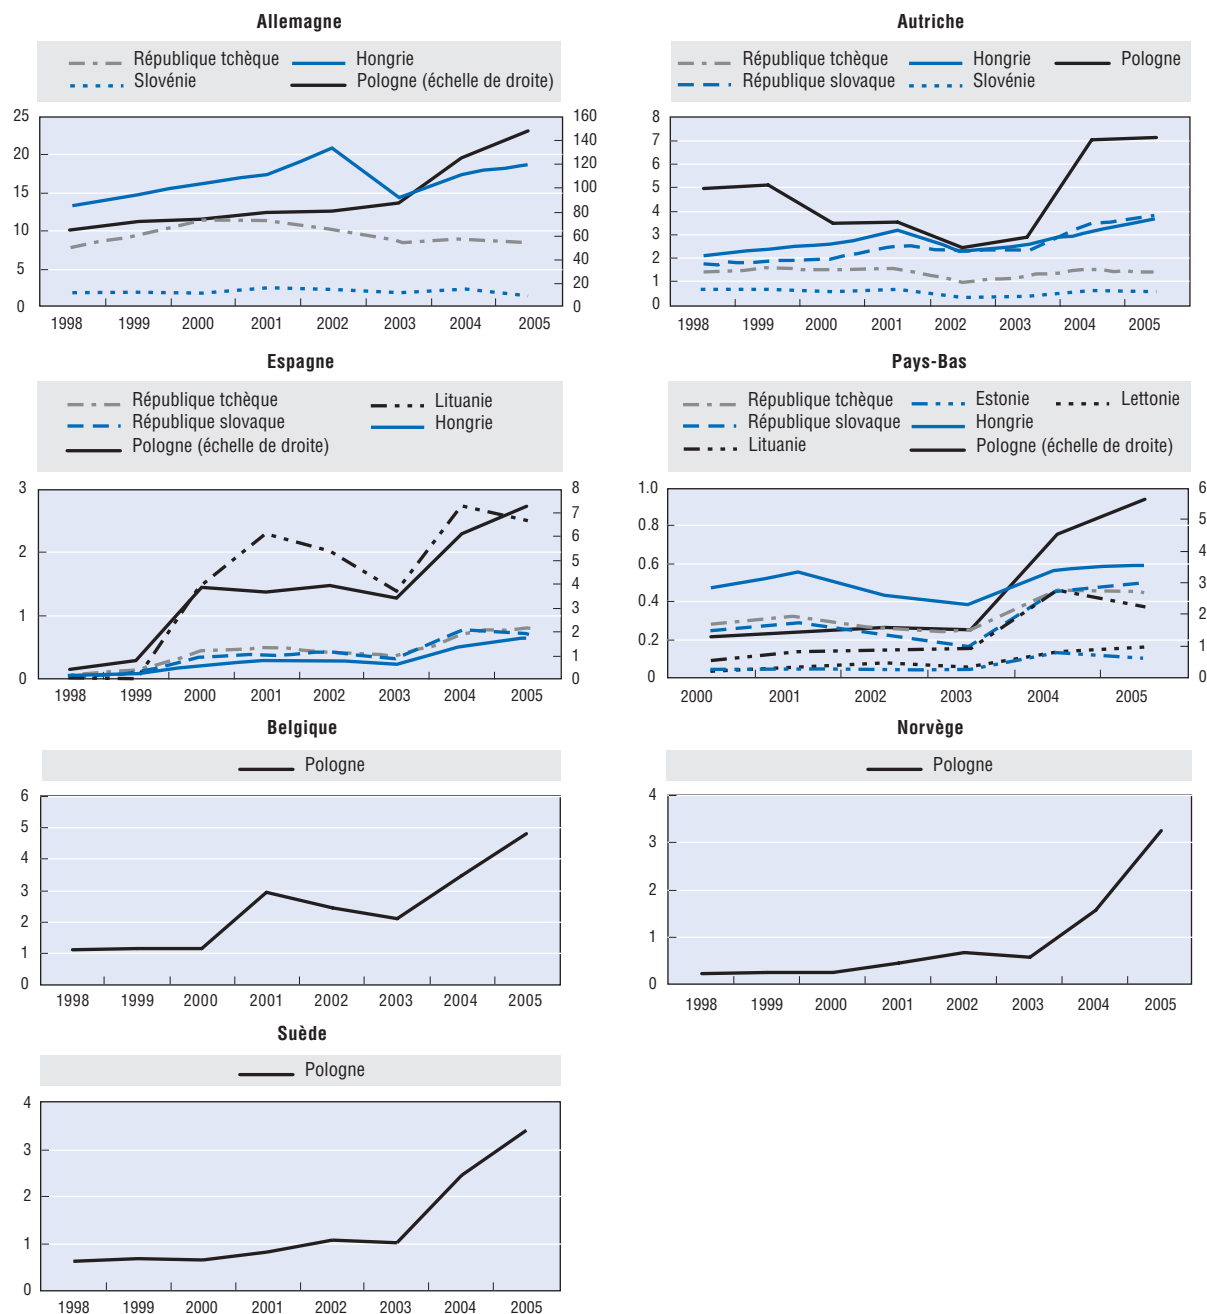 Allemagne
République tchèque
Hongrie
Slovénie
Pologne (échelle de droite)
25
20
15
10
5
0
160
140
120
100
80
60
40
20
0
1998 1999 2000 2001 2002 2003 2004 2005
Autriche
République tchèque
Hongrie
Pologne
République slovaque
Slovénie
8
7
6
5
4
3
2
1
0
1998 1999 2000 2001 2002 2003 2004 2005
Espagne
République tchèque
Lituanie
République slovaque
Hongrie
Pologne (échelle de droite)
3
2
1
0
8
7
6
5
4
3
2
1
0
1998 1999 2000 2001 2002 2003 2004 2005
Pays-Bas
République tchèque
Estonie
Lettonie
République slovaque
Hongrie
Lituanie
Pologne (échelle de droite)
1.0
0.8
0.6
0.4
0.2
0
6
5
4
3
2
1
0
2000 2001 2002 2003 2004 2005
Belgique
Pologne
6
5
4
3
2
1
0
1998 1999 2000 2001 2002 2003 2004 2005
Norvège
Pologne
4
3
2
1
0
1998 1999 2000 2001 2002 2003 2004 2005
Suède
Pologne
4
3
2
1
0
1998 1999 2000 2001 2002 2003 2004 2005